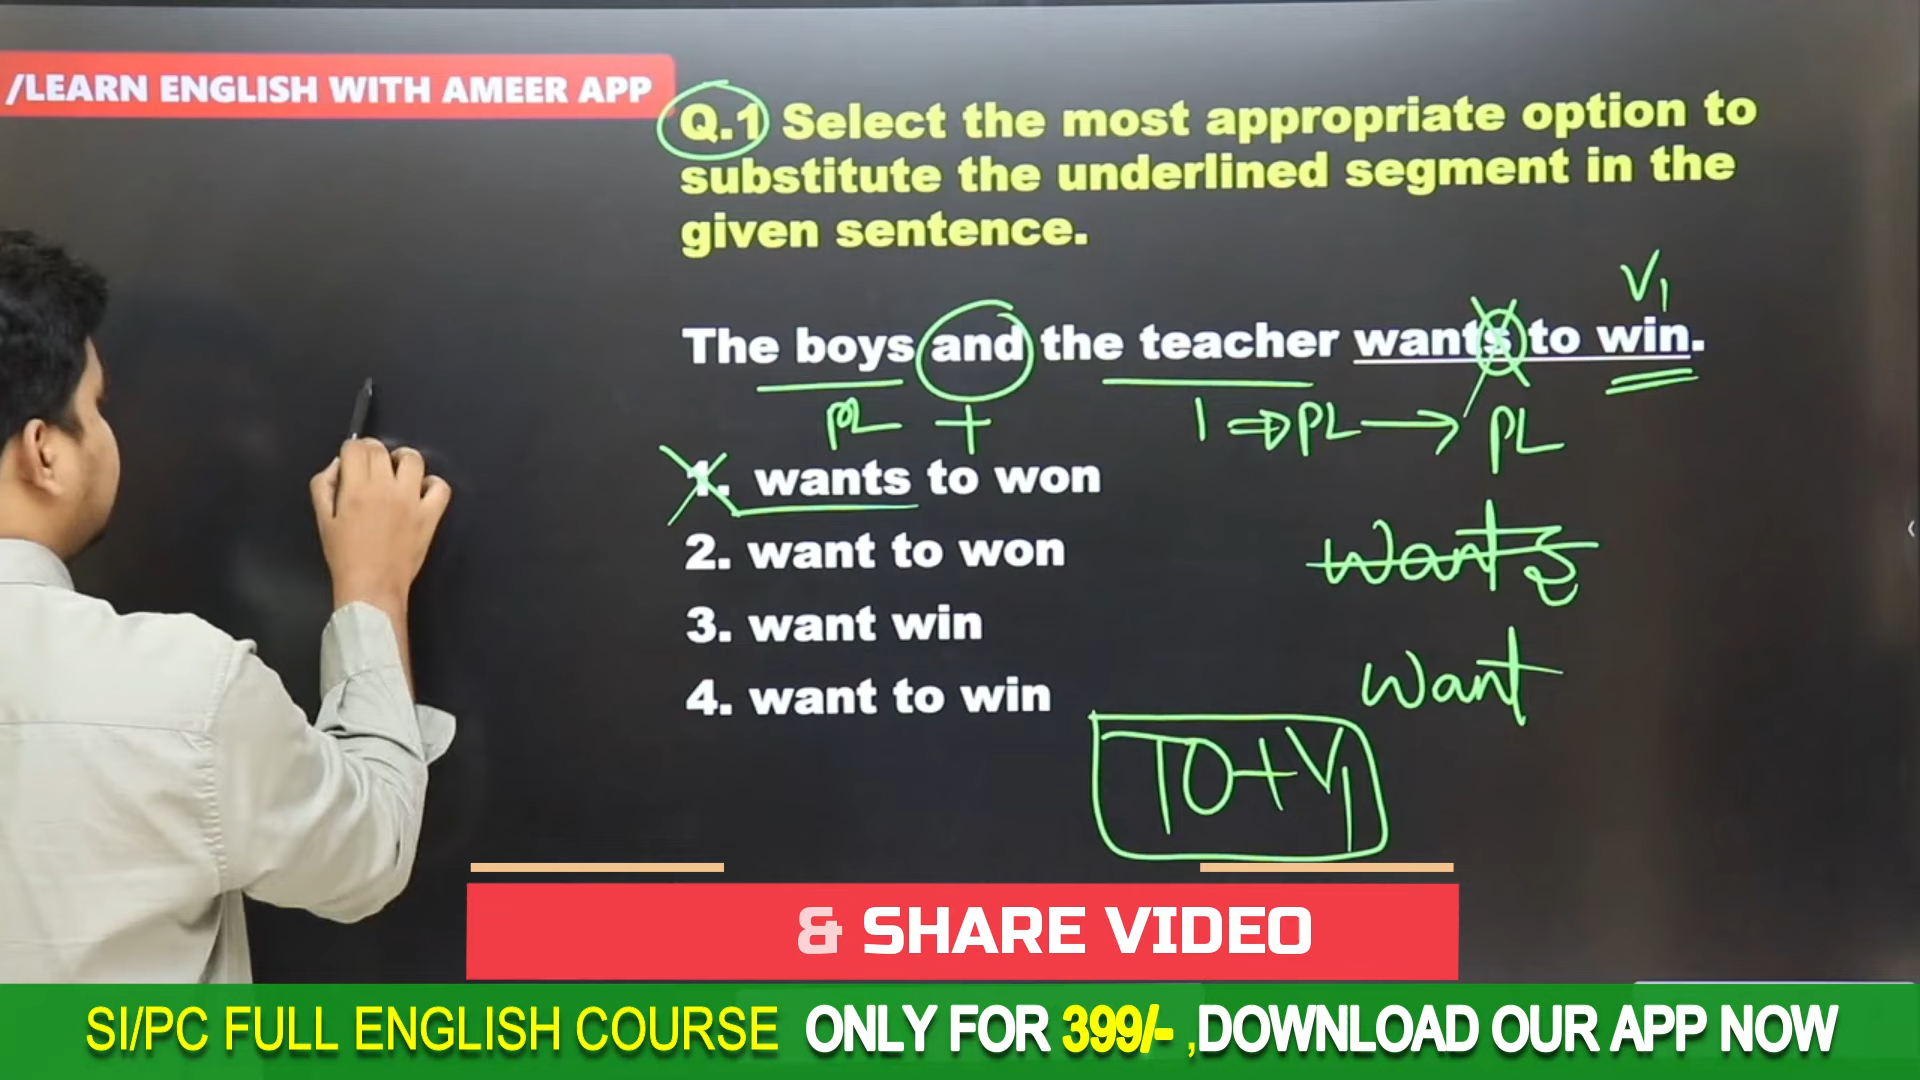 /LEARN ENGLISH WITH AMEER APP
Q.1 Select the most appropriate option to
substitute the underlined segment in the
given sentence.
V1
The boys and the teacher wants to win.
PL + 1 ⇒ PL → PL
1. wants to won
2. want to won
wants
3. want win
want
4. want to win
TO+V1
& SHARE VIDEO
SI/PC FULL ENGLISH COURSE ONLY FOR 399/- ,DOWNLOAD OUR APP NOW